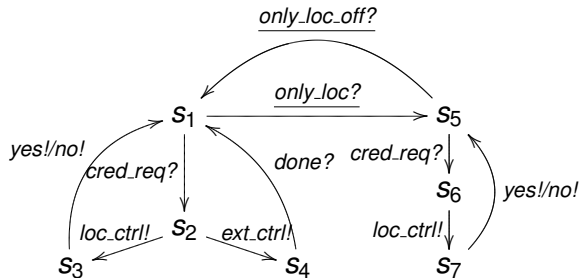 only_loc_off?
only_loc?
s1 s5
yes!/no! cred_req? done? cred_req? yes!/no!
s6
s2
loc_ctrl! ext_ctrl! loc_ctrl!
s3 s4 s7